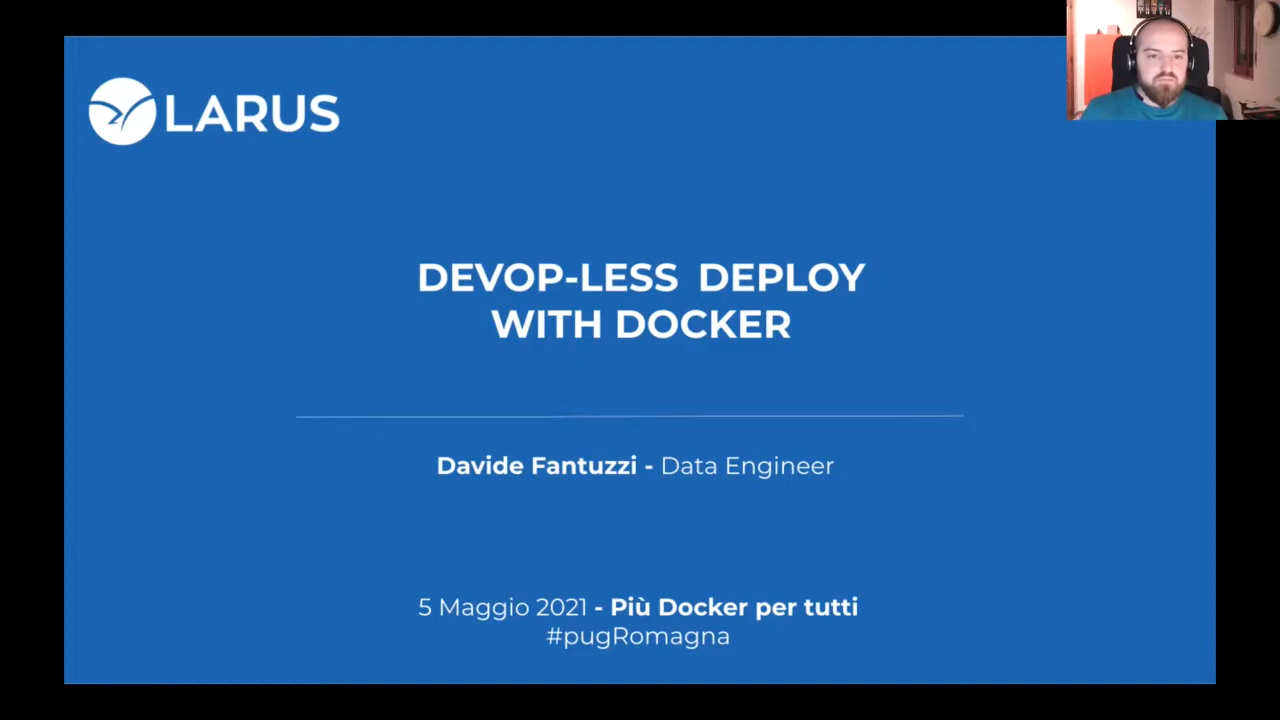 LARUS
DEVOP-LESS DEPLOY
WITH DOCKER
Davide Fantuzzi - Data Engineer
5 Maggio 2021 - Più Docker per tutti
#pugRomagna